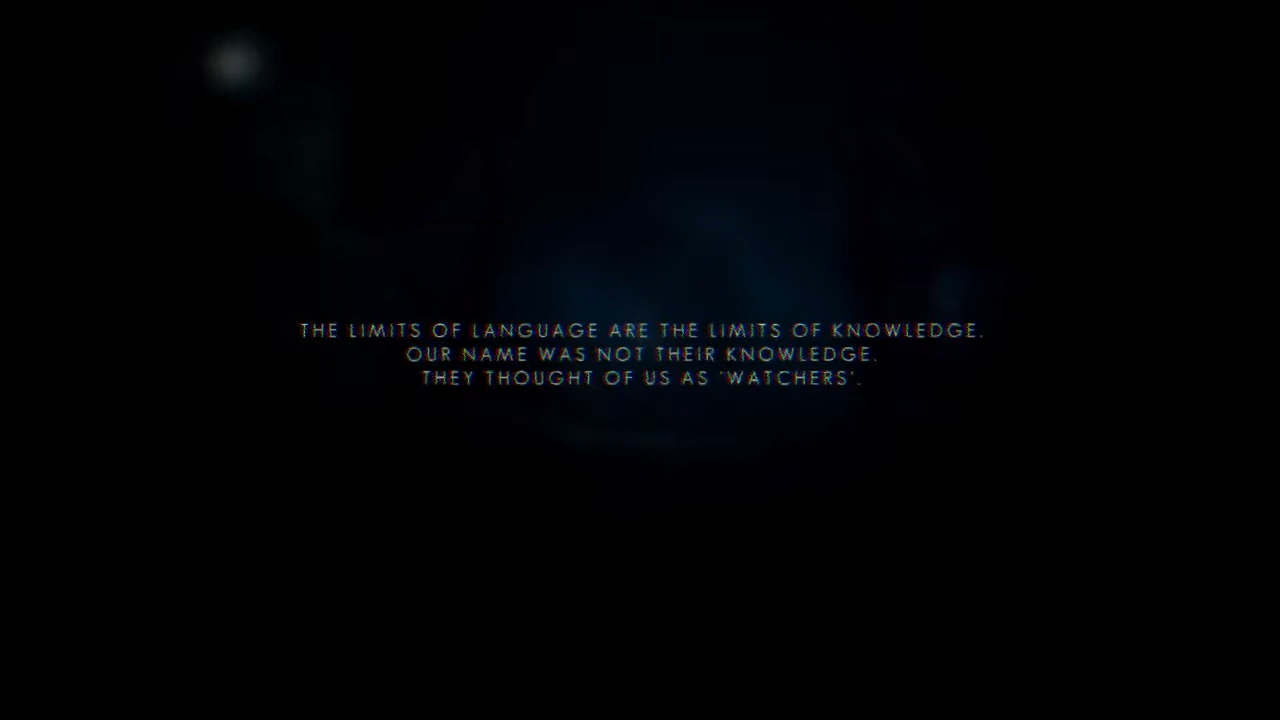 THE LIMITS OF LANGUAGE ARE THE LIMITS OF KNOWLEDGE.
OUR NAME WAS NOT THEIR KNOWLEDGE.
THEY THOUGHT OF US AS 'WATCHERS'.